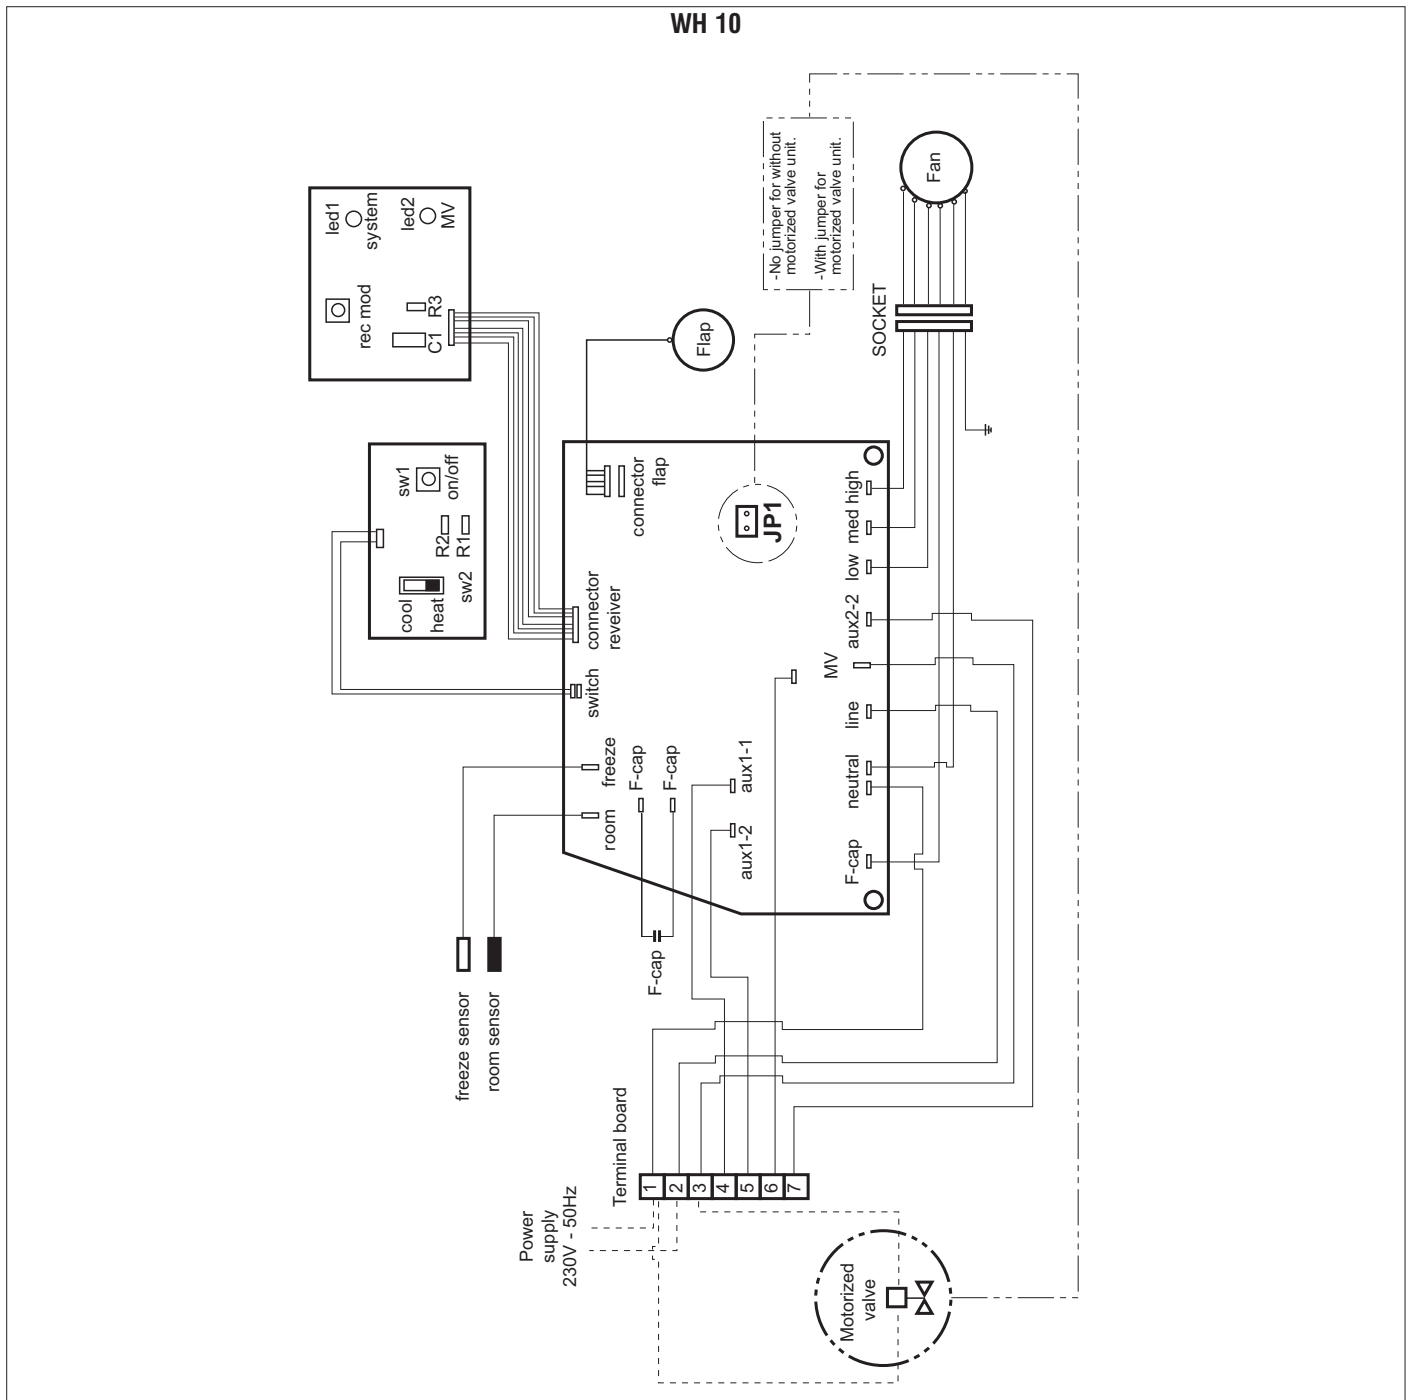 WH 10
led1
system
led2
MV
rec mod
C1
R3
sw1
on/off
R2
R1
cool
heat
sw2
-No jumper for without
motorized valve unit.
-With jumper for
motorized valve unit.
Fan
SOCKET
Flap
connector
flap
JP1
connector
reveiver
switch
freeze
room
F-cap
F-cap
F-cap
aux1-1
aux1-2
high
med
low
aux2-2
MV
line
neutral
F-cap
freeze sensor
room sensor
Terminal board
1
2
3
4
5
6
7
Power
supply
230V - 50Hz
Motorized
valve